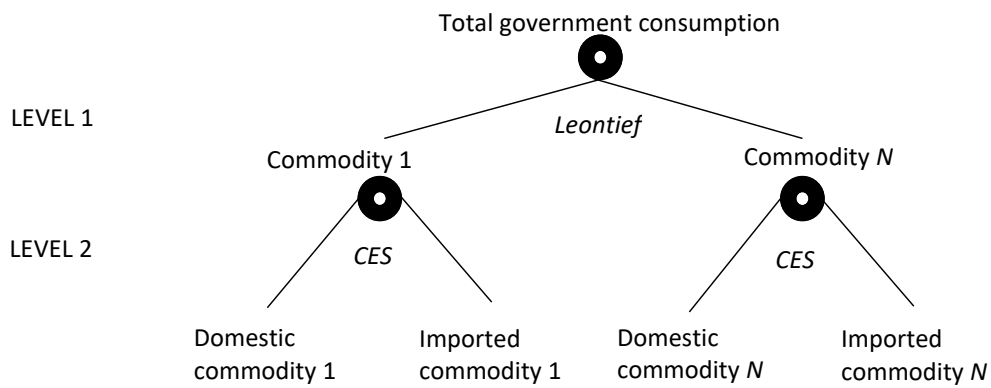 Total government consumption
LEVEL 1
Leontief
Commodity 1
Commodity N
LEVEL 2
CES
CES
Domestic
commodity 1
Imported
commodity 1
Domestic
commodity N
Imported
commodity N